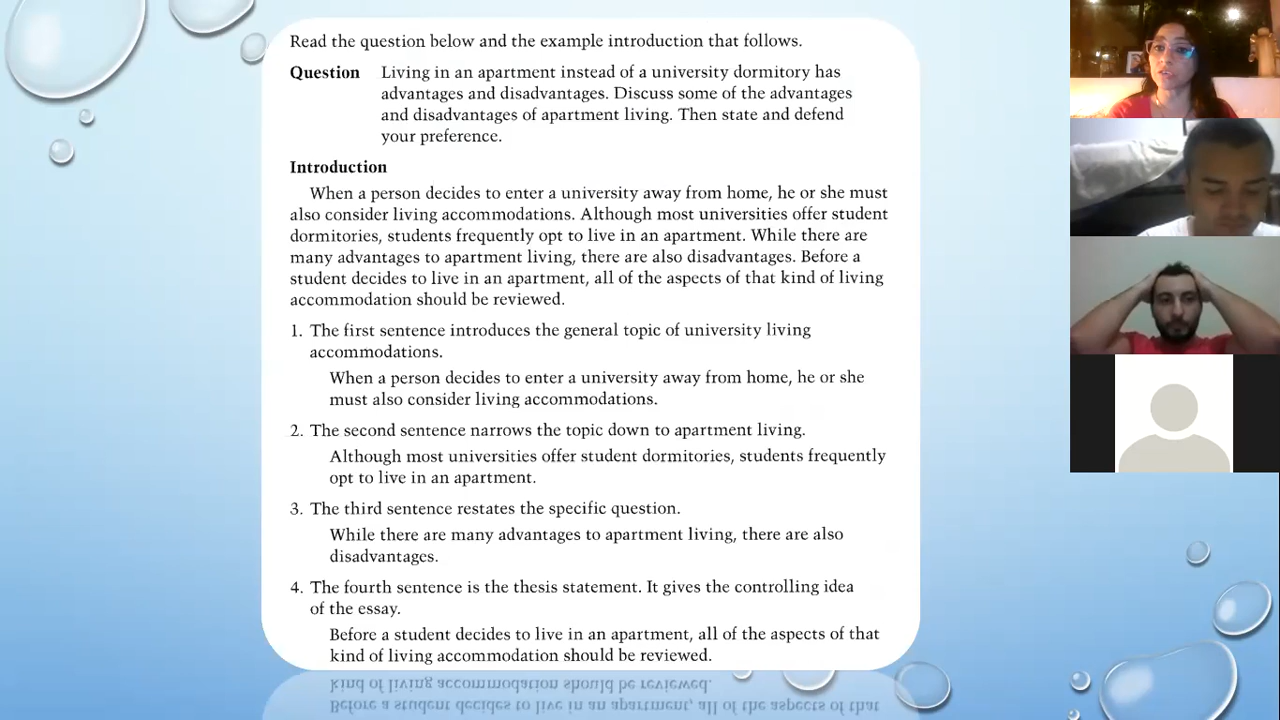 Read the question below and the example introduction that follows.
Question Living in an apartment instead of a university dormitory has
advantages and disadvantages. Discuss some of the advantages
and disadvantages of apartment living. Then state and defend
your preference.
Introduction
When a person decides to enter a university away from home, he or she must
also consider living accommodations. Although most universities offer student
dormitories, students frequently opt to live in an apartment. While there are
many advantages to apartment living, there are also disadvantages. Before a
student decides to live in an apartment, all of the aspects of that kind of living
accommodation should be reviewed.
1. The first sentence introduces the general topic of university living
accommodations.
When a person decides to enter a university away from home, he or she
must also consider living accommodations.
2. The second sentence narrows the topic down to apartment living.
Although most universities offer student dormitories, students frequently
opt to live in an apartment.
3. The third sentence restates the specific question.
While there are many advantages to apartment living, there are also
disadvantages.
4. The fourth sentence is the thesis statement. It gives the controlling idea
of the essay.
Before a student decides to live in an apartment, all of the aspects of that
kind of living accommodation should be reviewed.